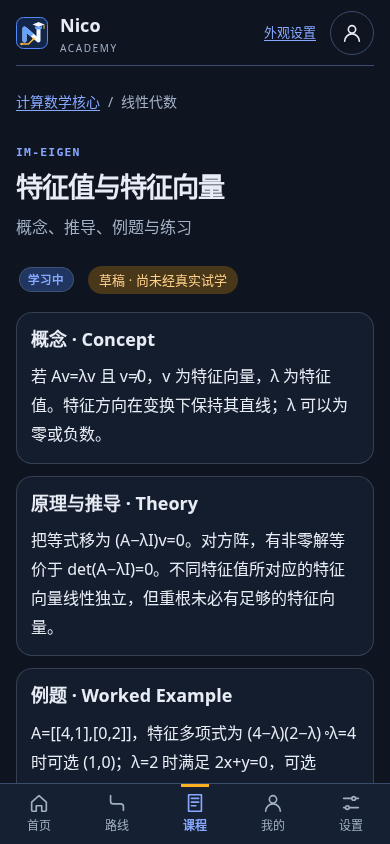 Nico
ACADEMY
外观设置
计算数学核心 / 线性代数
IM-EIGEN
特征值与特征向量
概念、推导、例题与练习
学习中
草稿 · 尚未经真实试学
概念 · Concept
若 Av=λv 且 v≠0，v 为特征向量，λ 为特征
值。特征方向在变换下保持其直线；λ 可以为
零或负数。
原理与推导 · Theory
把等式移为 (A−λI)v=0。对方阵，有非零解等
价于 det(A−λI)=0。不同特征值所对应的特征
向量线性独立，但重根未必有足够的特征向
量。
例题 · Worked Example
A=[[4,1],[0,2]]，特征多项式为 (4−λ)(2−λ)。λ=4
时可选 (1,0)；λ=2 时满足 2x+y=0，可选
首页
路线
课程
我的
设置